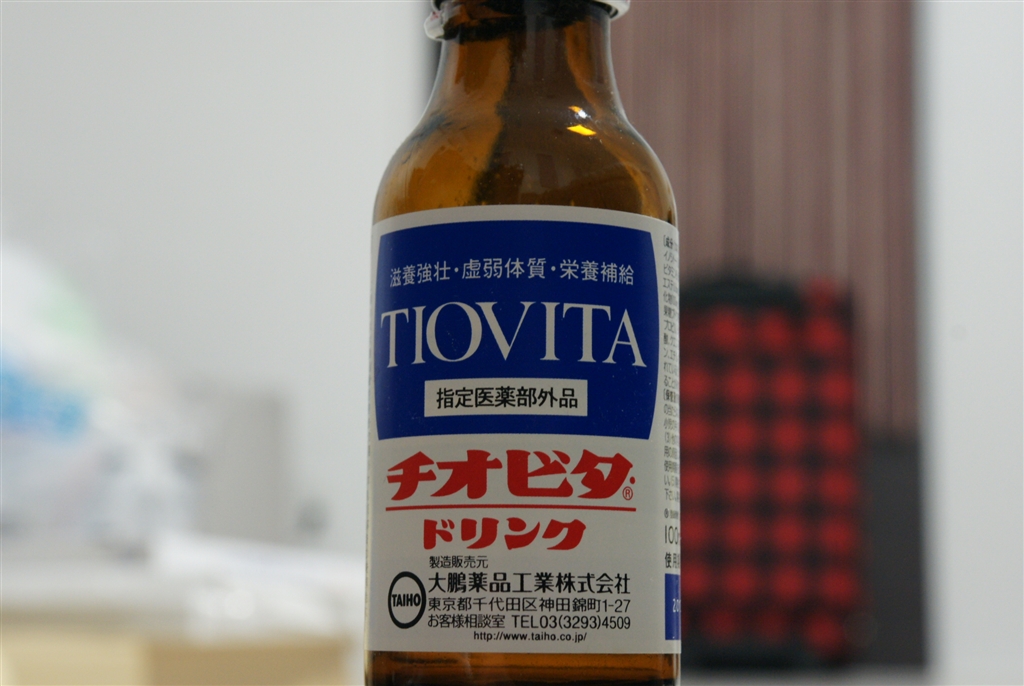 滋養強壮・虚弱体質・栄養補給
TIOVITA
指定医薬部外品
チオビタ®
ドリンク
製造販売元
TAIHO
大鵬薬品工業株式会社
東京都千代田区神田錦町1-27
お客様相談室 TEL03(3293)4509
http://www.taiho.co.jp/